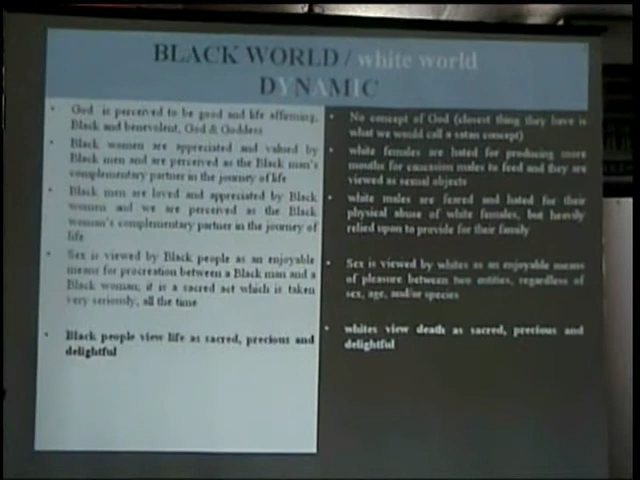 BLACK WORLD / white world
DYNAMIC
• God is perceived to be good and life affirming,
Black and benevolent, God & Goddess
• Black women are appreciated and valued by
Black men and are perceived as the Black man's
complementary partner in the journey of life
• Black men are loved and appreciated by Black
women and we are perceived as the Black
woman's complementary partner in the journey of
life
• Sex is viewed by Black people as an enjoyable
means for procreation between a Black man and a
Black woman, it is a sacred act which is taken
very seriously, all the time
• Black people view life as sacred, precious and
delightful
• No concept of God (closest thing they have is
what we would call a satan concept)
• white females are hated for producing more
mouths for caucasian males to feed and they are
viewed as sexual objects
• white males are feared and hated for their
physical abuse of white females, but heavily
relied upon to provide for their family
• Sex is viewed by whites as an enjoyable means
of pleasure between two entities, regardless of
sex, age, and/or species
• whites view death as sacred, precious and
delightful